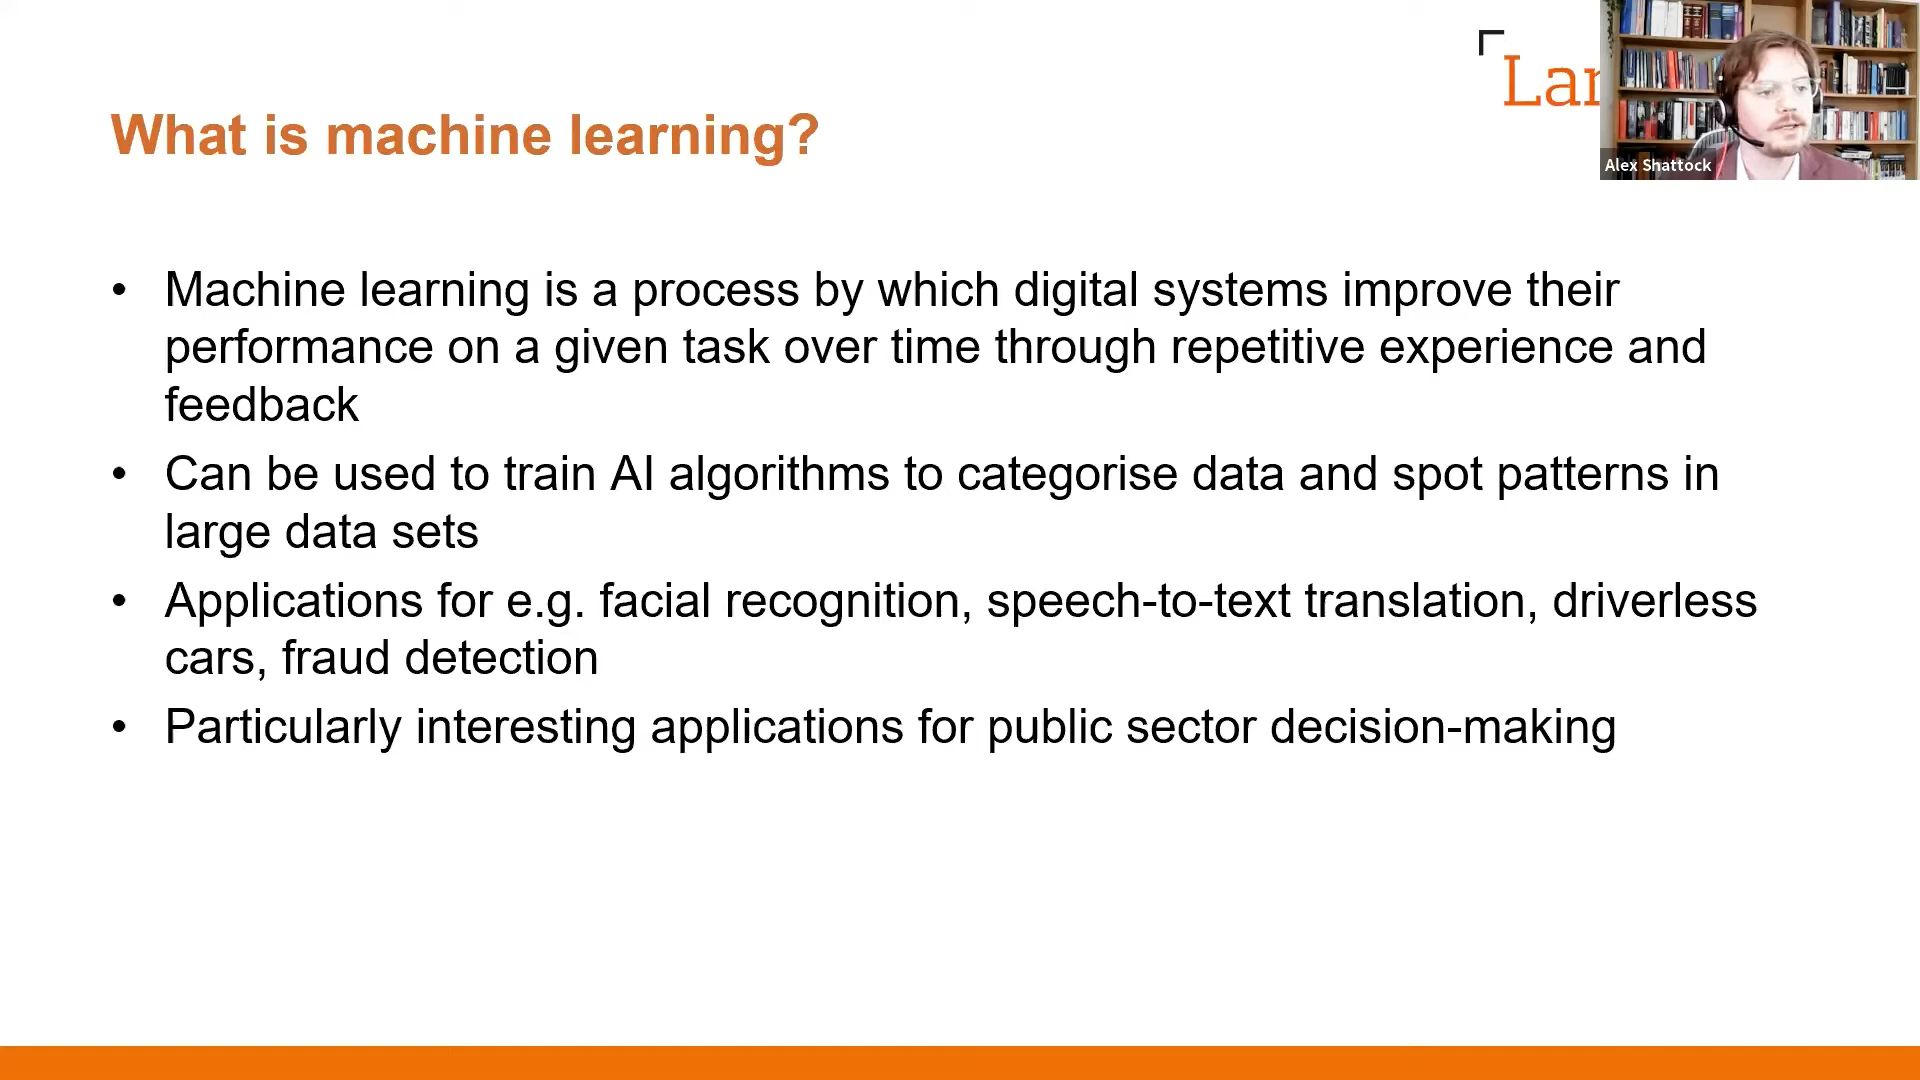 What is machine learning?
Alex Shattock
• Machine learning is a process by which digital systems improve their
performance on a given task over time through repetitive experience and
feedback
• Can be used to train AI algorithms to categorise data and spot patterns in
large data sets
• Applications for e.g. facial recognition, speech-to-text translation, driverless
cars, fraud detection
• Particularly interesting applications for public sector decision-making